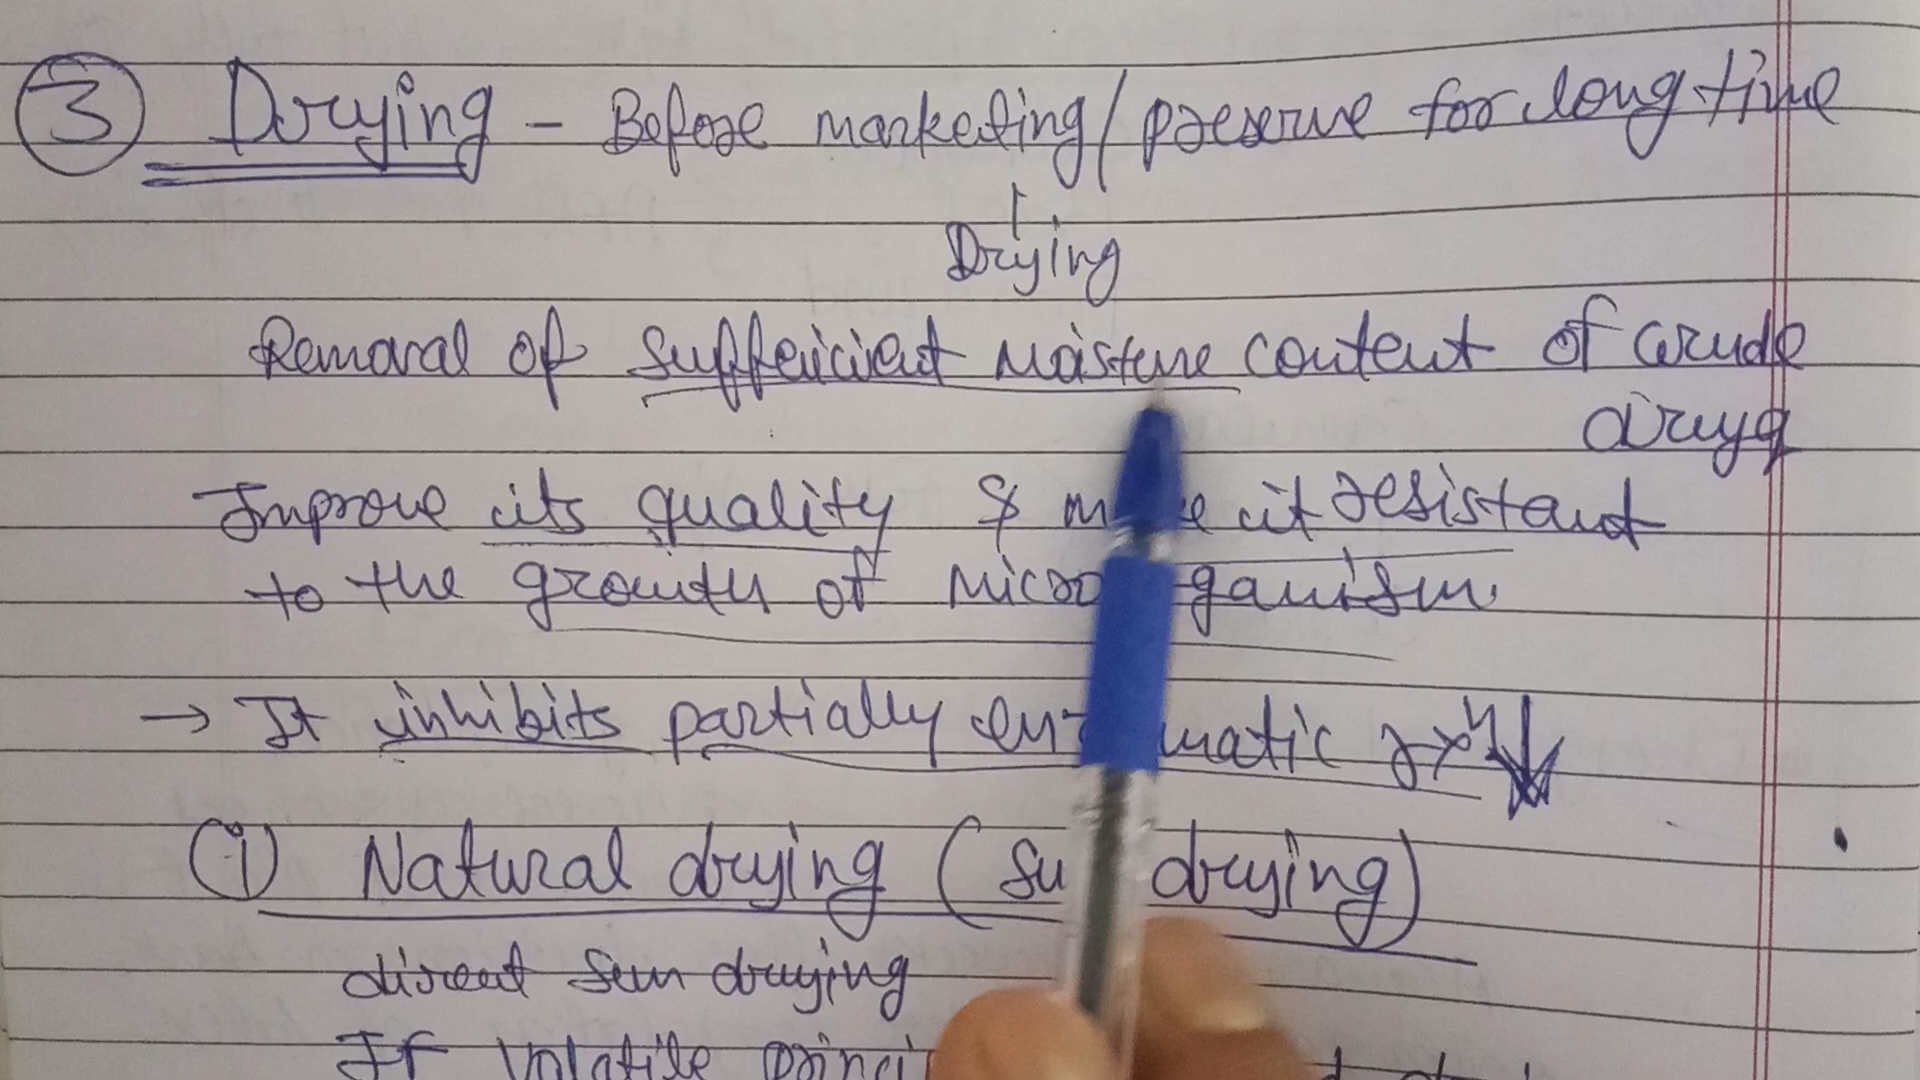 3 Drying - Before marketing/preserve for long time
Drying
Removal of sufficient Moisture content of crude
drug
Improve its quality & make it resistant
to the growth of microorganism.
→ It inhibits partially enzymatic rxn ↓
(i) Natural drying (Sun drying)
direct sun drying
If volatile